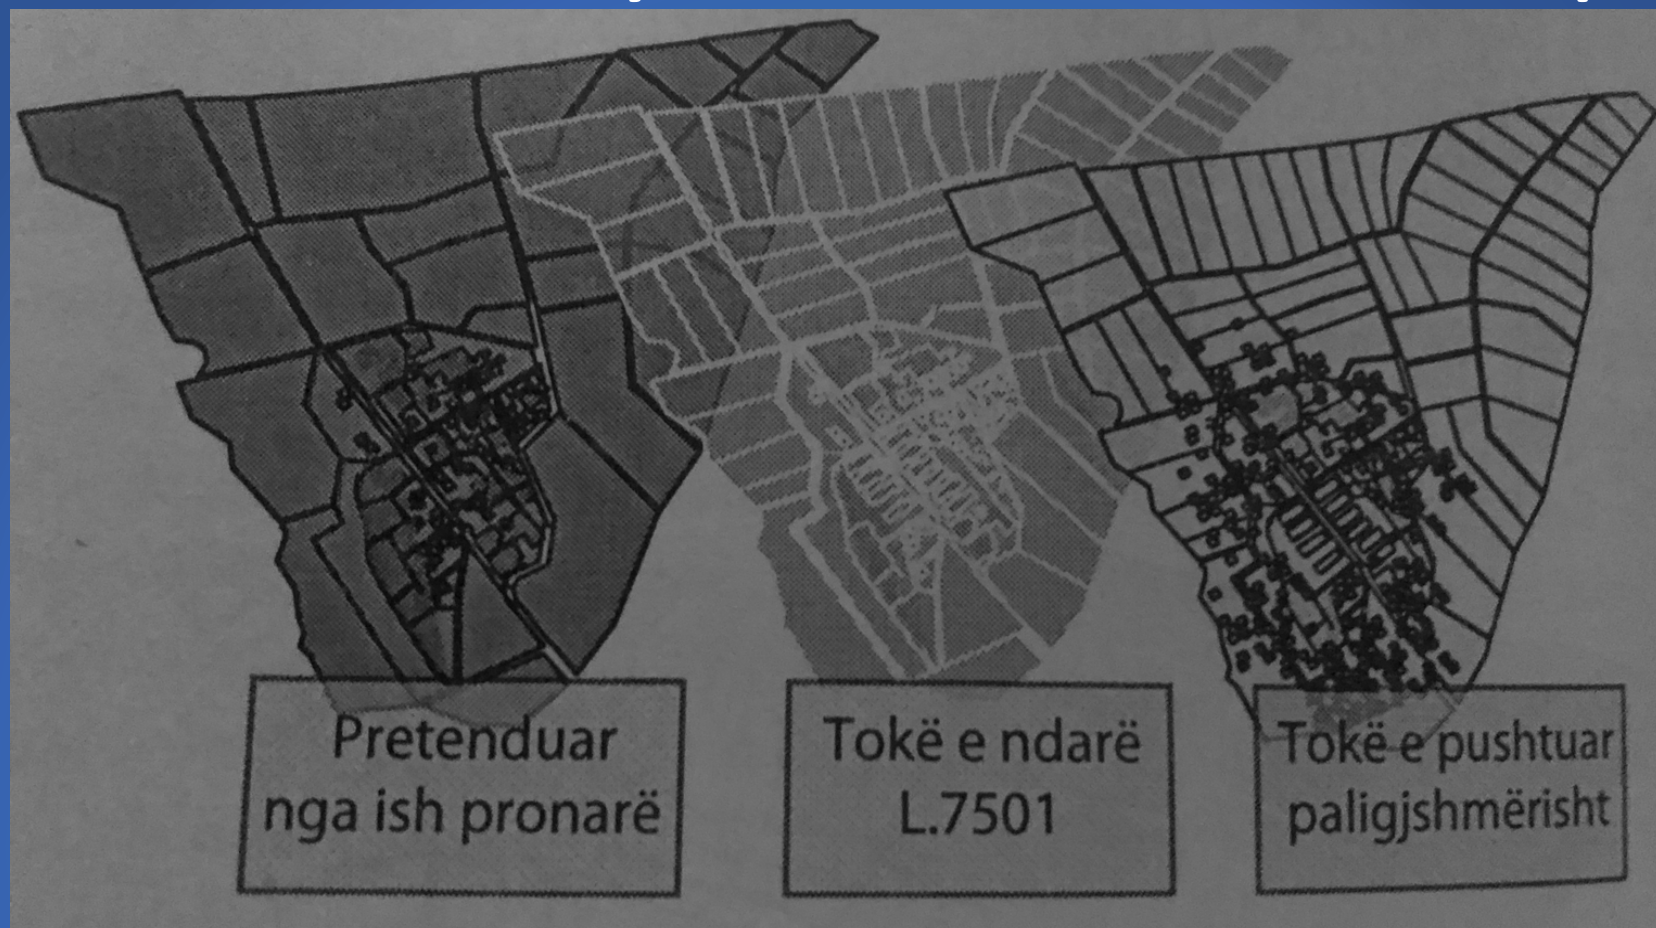 Pretenduar
nga ish pronarë
Tokë e ndarë
L.7501
Tokë e pushtuar
paligjshmërisht